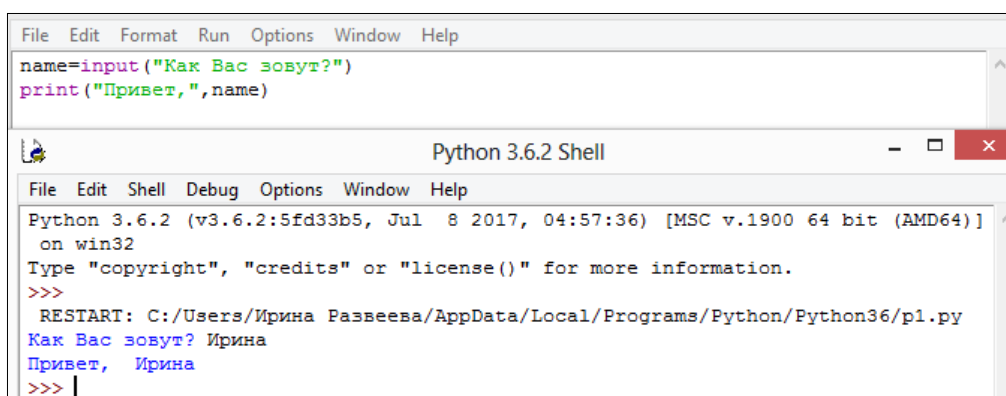 File Edit Format Run Options Window Help
name=input("Как Вас зовут?")
print("Привет,",name)
Python 3.6.2 Shell
File Edit Shell Debug Options Window Help
Python 3.6.2 (v3.6.2:5fd33b5, Jul  8 2017, 04:57:36) [MSC v.1900 64 bit (AMD64)]
on win32
Type "copyright", "credits" or "license()" for more information.
>>>
RESTART: C:/Users/Ирина Развеева/AppData/Local/Programs/Python/Python36/p1.py
Как Вас зовут? Ирина
Привет,  Ирина
>>>